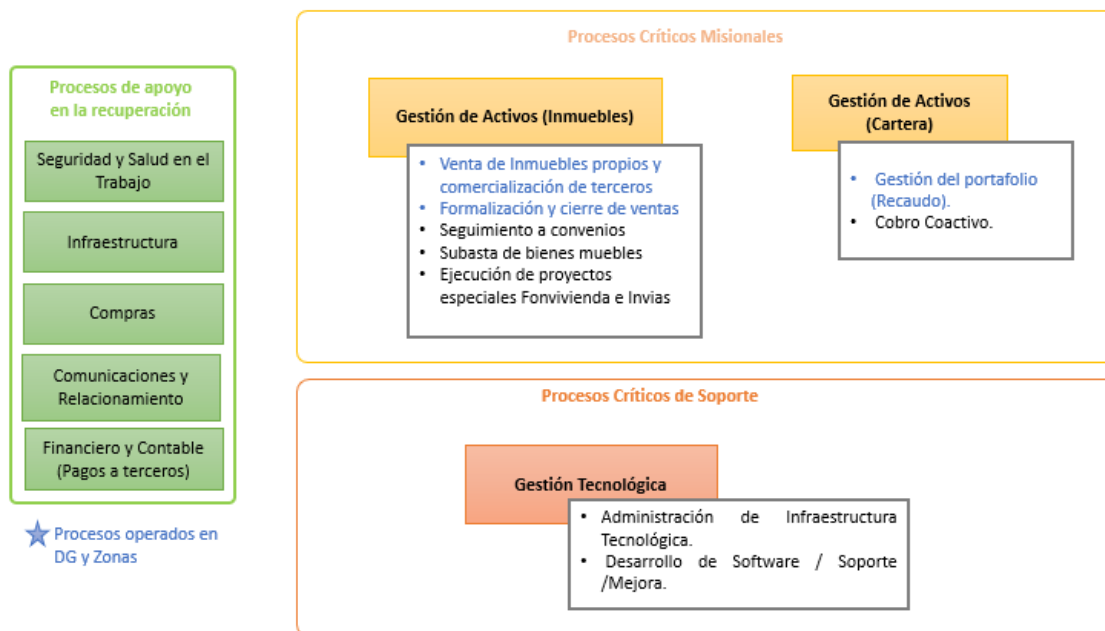 Procesos de apoyo
en la recuperación
Seguridad y Salud en el
Trabajo
Infraestructura
Compras
Comunicaciones y
Relacionamiento
Financiero y Contable
(Pagos a terceros)
Procesos operados en
DG y Zonas
Procesos Críticos Misionales
Gestión de Activos (Inmuebles)
• Venta de Inmuebles propios y
comercialización de terceros
• Formalización y cierre de ventas
• Seguimiento a convenios
• Subasta de bienes muebles
• Ejecución de proyectos
especiales Fonvivienda e Invias
Gestión de Activos
(Cartera)
• Gestión del portafolio
(Recaudo).
• Cobro Coactivo.
Procesos Críticos de Soporte
Gestión Tecnológica
• Administración de Infraestructura
Tecnológica.
• Desarrollo de Software / Soporte
/Mejora.